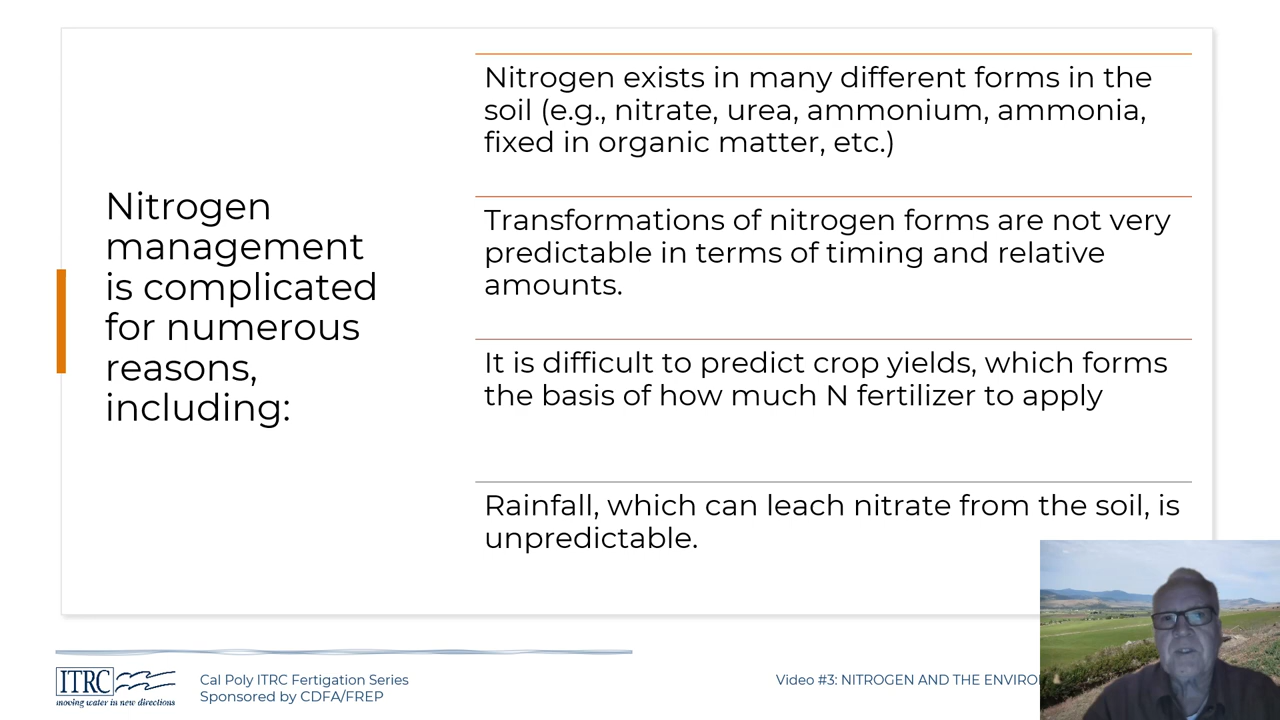 Nitrogen
management
is complicated
for numerous
reasons,
including:
Nitrogen exists in many different forms in the
soil (e.g., nitrate, urea, ammonium, ammonia,
fixed in organic matter, etc.)
Transformations of nitrogen forms are not very
predictable in terms of timing and relative
amounts.
It is difficult to predict crop yields, which forms
the basis of how much N fertilizer to apply
Rainfall, which can leach nitrate from the soil, is
unpredictable.
ITRC
moving water in new directions
Cal Poly ITRC Fertigation Series
Sponsored by CDFA/FREP
Video #3: NITROGEN AND THE